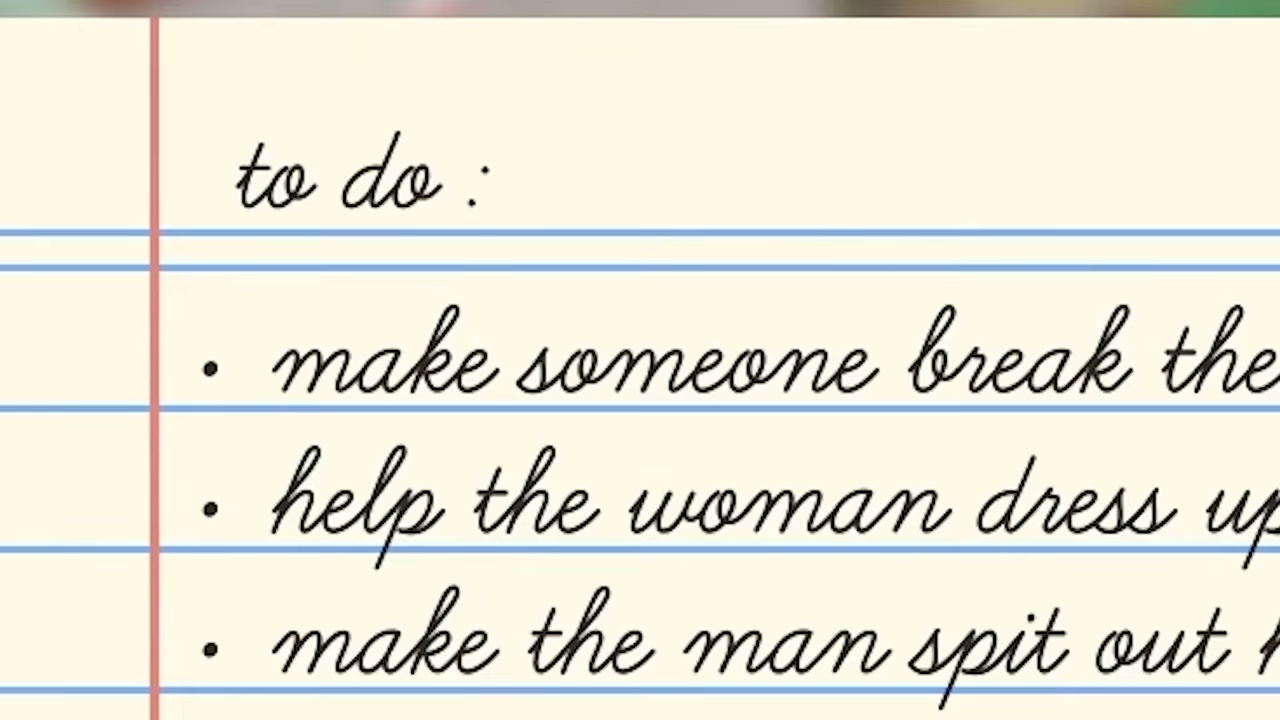 to do :
• make someone break the
• help the woman dress up
• make the man spit out